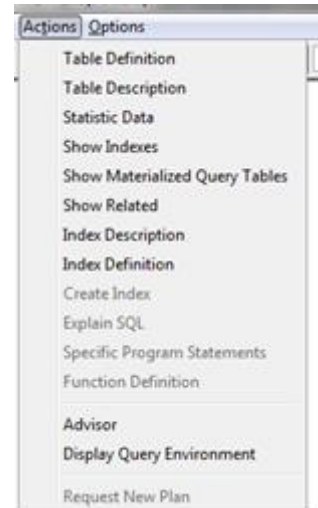 Actions Options
Table Definition
Table Description
Statistic Data
Show Indexes
Show Materialized Query Tables
Show Related
Index Description
Index Definition
Create Index
Explain SQL
Specific Program Statements
Function Definition
Advisor
Display Query Environment
Request New Plan